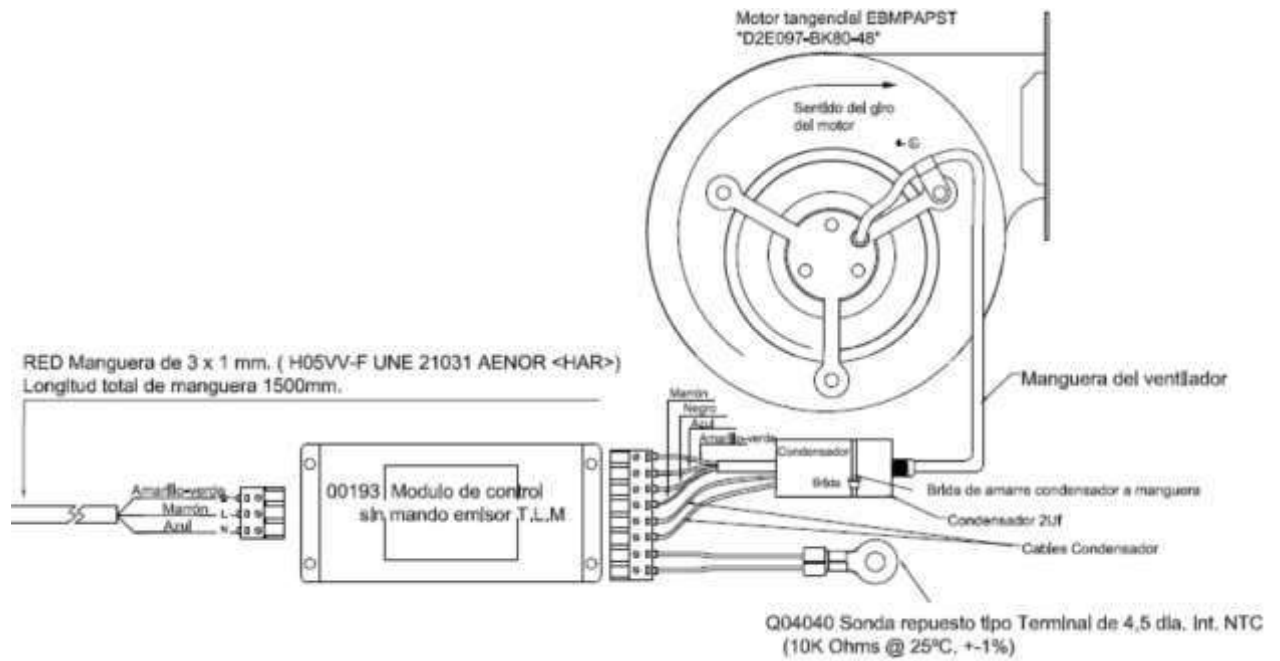 Motor tangencial EBMPAPST
"D2E097-BK80-48"
Sentido del giro
del motor
RED Manguera de 3 x 1 mm. ( H05VV-F UNE 21031 AENOR <HAR>)
Longitud total de manguera 1500mm.
Manguera del ventilador
Marrón
Negro
Azul
Amarillo-verde
Condensador
Brida
Brida de amarre condensador a manguera
Condensador 2Uf
Cables Condensador
Amarillo-verde
Marrón L
Azul N
00193 Modulo de control
sin mando emisor T.L.M
Q04040 Sonda repuesto tipo Terminal de 4,5 dia. Int. NTC
(10K Ohms @ 25ºC, +-1%)